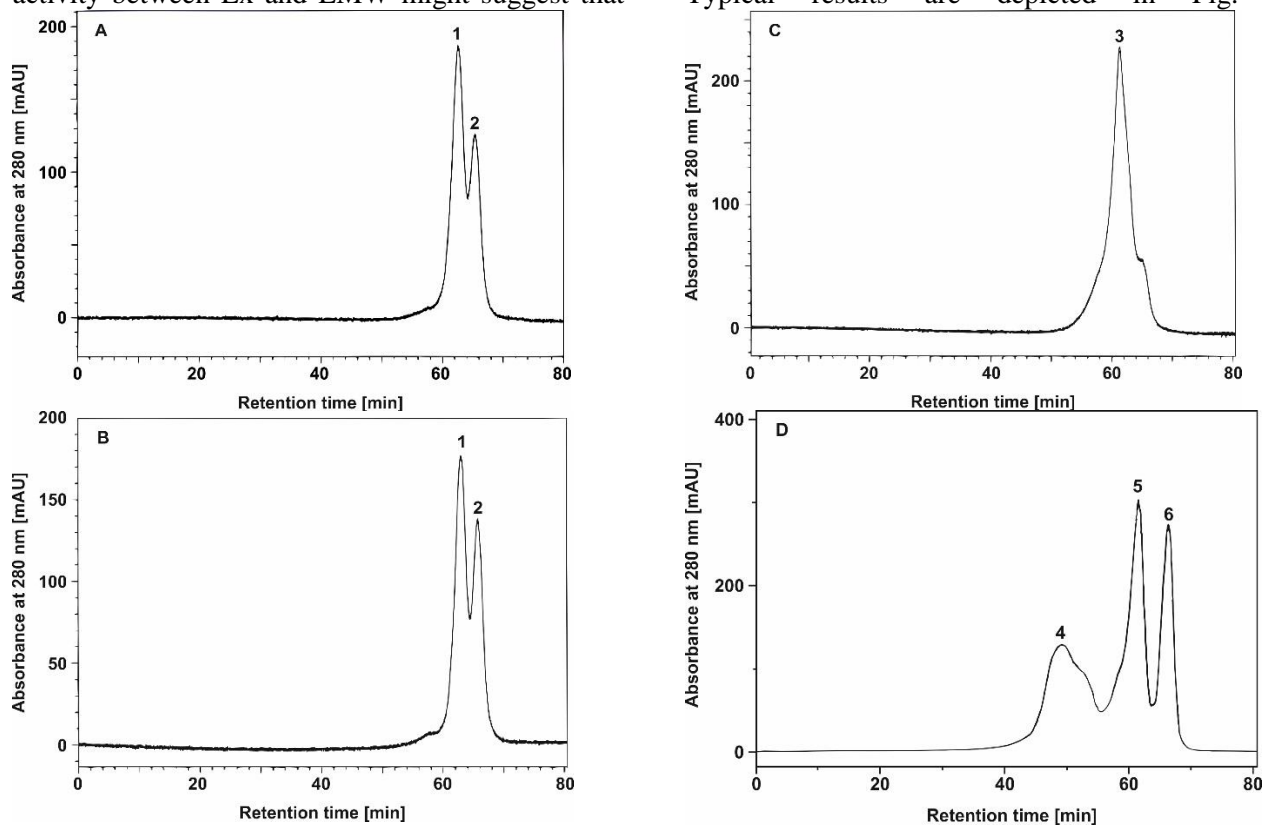 activity between Ex and LMW might suggest that
Typical results are depicted in Fig.
A
1
2
200
100
0
Absorbance at 280 nm [mAU]
0 20 40 60 80
Retention time [min]
C
3
200
100
0
Absorbance at 280 nm [mAU]
0 20 40 60 80
Retention time [min]
B
1
2
200
150
100
50
0
Absorbance at 280 nm [mAU]
0 20 40 60 80
Retention time [min]
D
4
5
6
400
200
0
Absorbance at 280 nm [mAU]
0 20 40 60 80
Retention time [min]